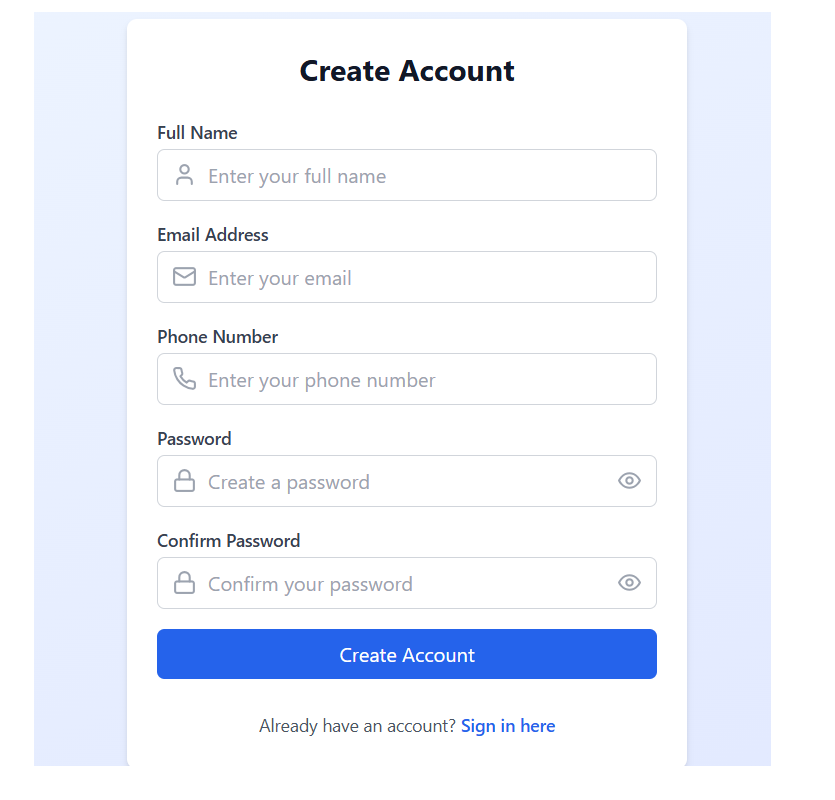 Create Account
Full Name
Enter your full name
Email Address
Enter your email
Phone Number
Enter your phone number
Password
Create a password
Confirm Password
Confirm your password
Create Account
Already have an account? Sign in here